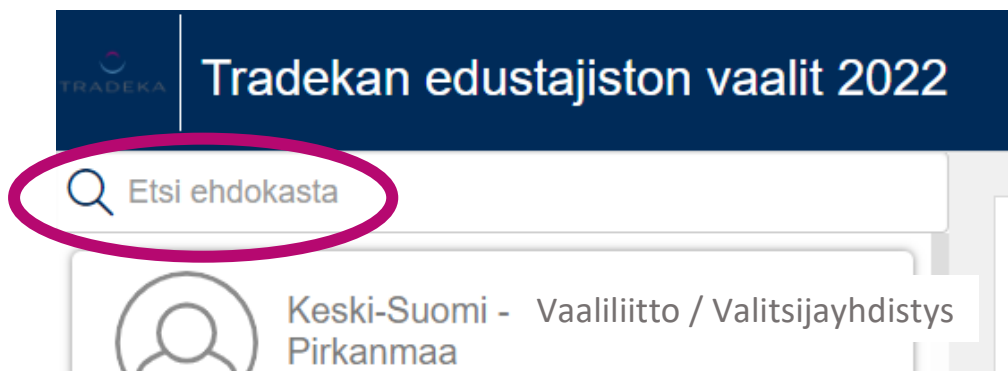 TRADEKA
Tradekan edustajiston vaalit 2022
Etsi ehdokasta
Keski-Suomi - Vaaliliitto / Valitsijayhdistys
Pirkanmaa